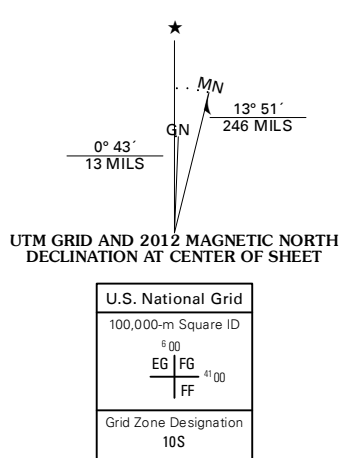 ★
MN
GN
13° 51´
246 MILS
0° 43´
13 MILS
UTM GRID AND 2012 MAGNETIC NORTH
DECLINATION AT CENTER OF SHEET
U.S. National Grid
100,000-m Square ID
6 00
EG FG
41 00
FF
Grid Zone Designation
10S